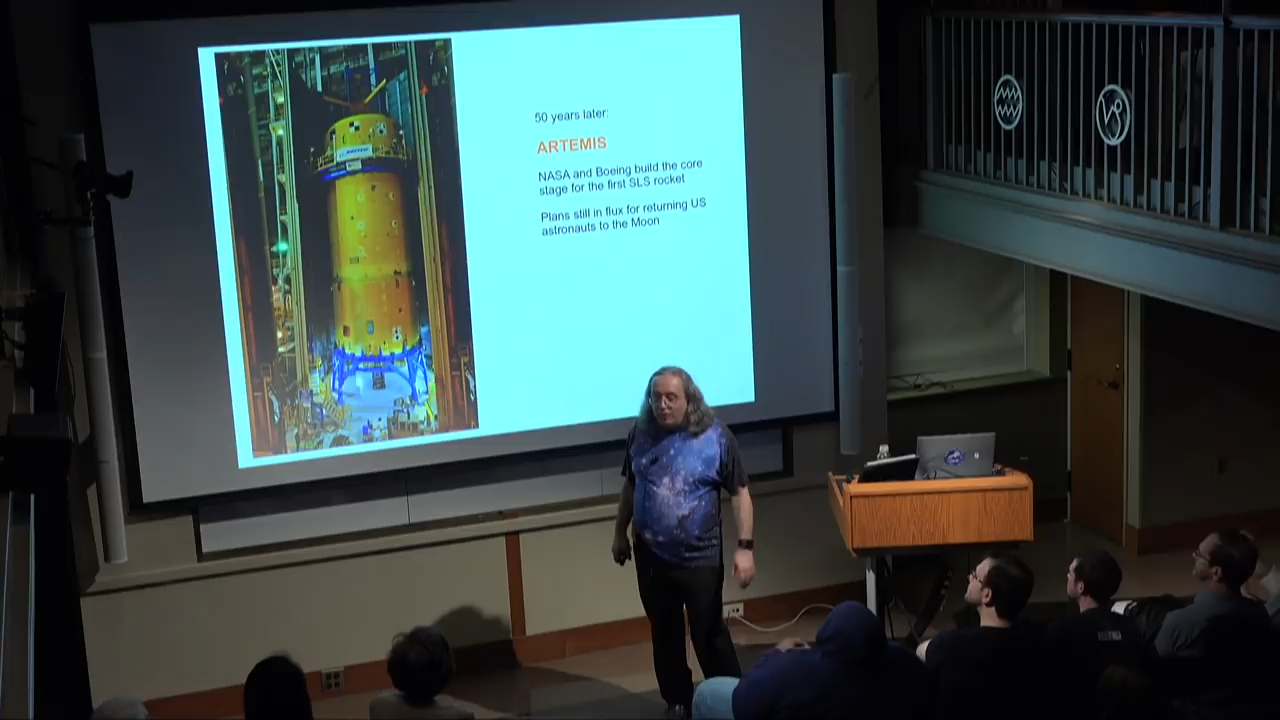 50 years later:
ARTEMIS
NASA and Boeing build the core
stage for the first SLS rocket
Plans still in flux for returning US
astronauts to the Moon